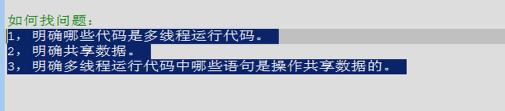 如何找问题：
1，明确哪些代码是多线程运行代码。
2，明确共享数据。
3，明确多线程运行代码中哪些语句是操作共享数据的。